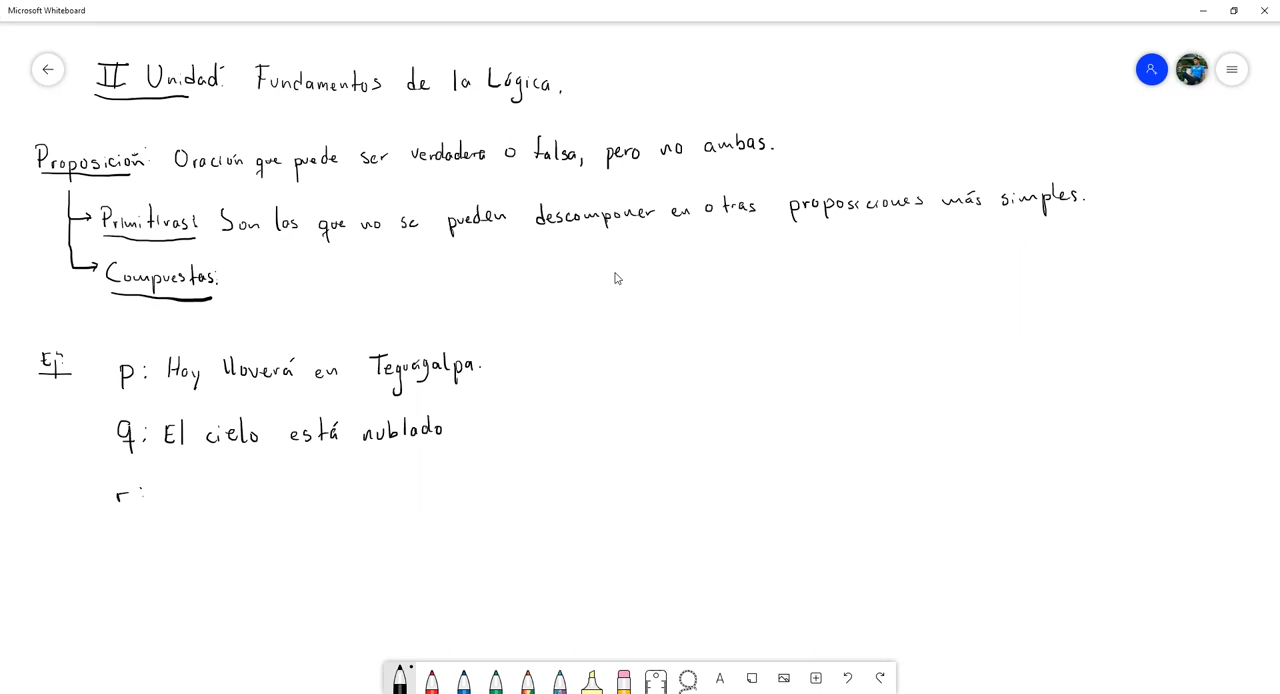 Microsoft Whiteboard
II Unidad: Fundamentos de la Lógica.
Proposición: Oración que puede ser verdadera o falsa, pero no ambas.
Primitivas: Son las que no se pueden descomponer en otras proposiciones más simples.
Compuestas:
Ej:
p: Hoy lloverá en Teguágalpa.
q: El cielo está nublado
r:
A